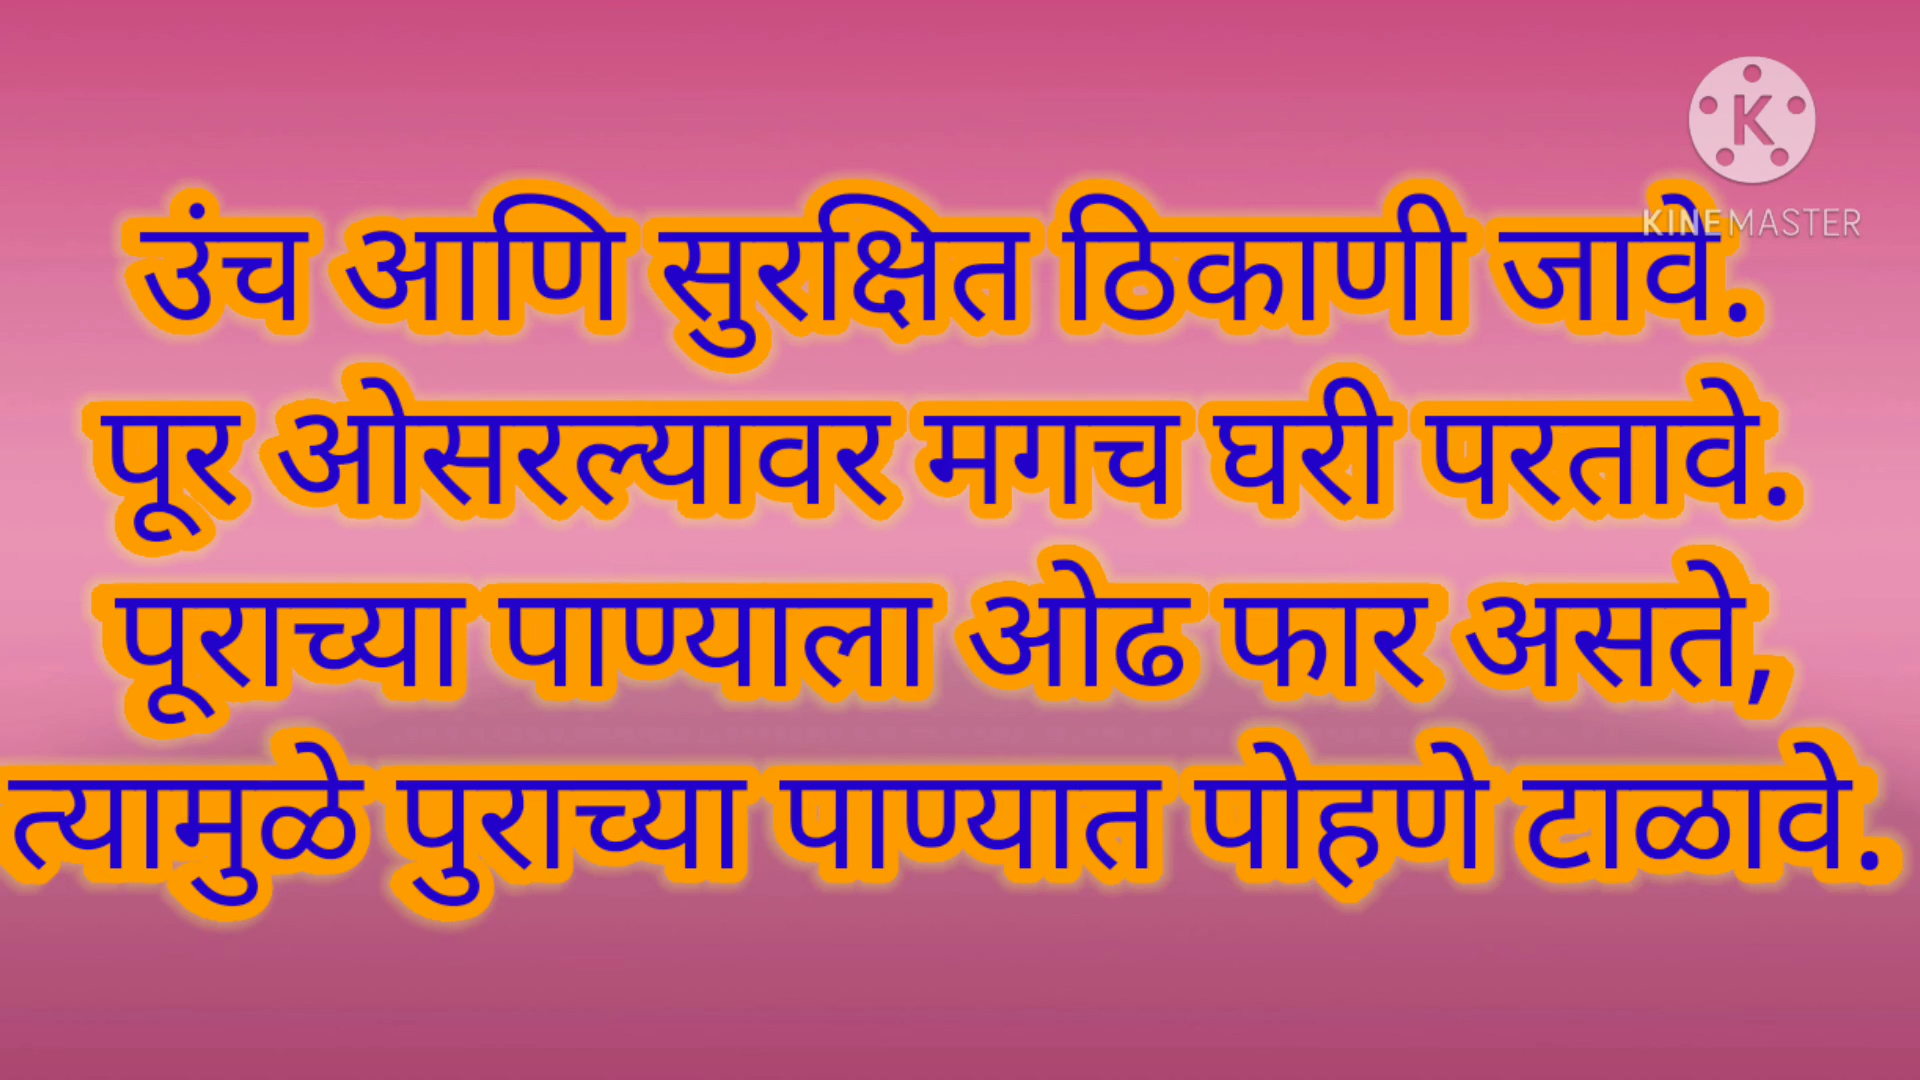 K
KINEMASTER
उंच आणि सुरक्षित ठिकाणी जावे.
पूर ओसरल्यावर मगच घरी परतावे.
पूराच्या पाण्याला ओढ फार असते,
त्यामुळे पुराच्या पाण्यात पोहणे टाळावे.